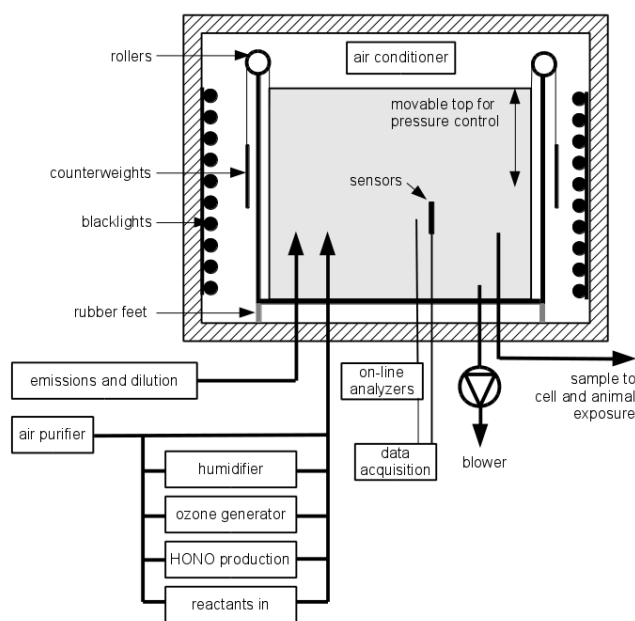 rollers
air conditioner
movable top for
pressure control
counterweights
sensors
blacklights
rubber feet
emissions and dilution
on-line
analyzers
sample to
cell and animal
exposure
air purifier
data
acquisition
blower
humidifier
ozone generator
HONO production
reactants in